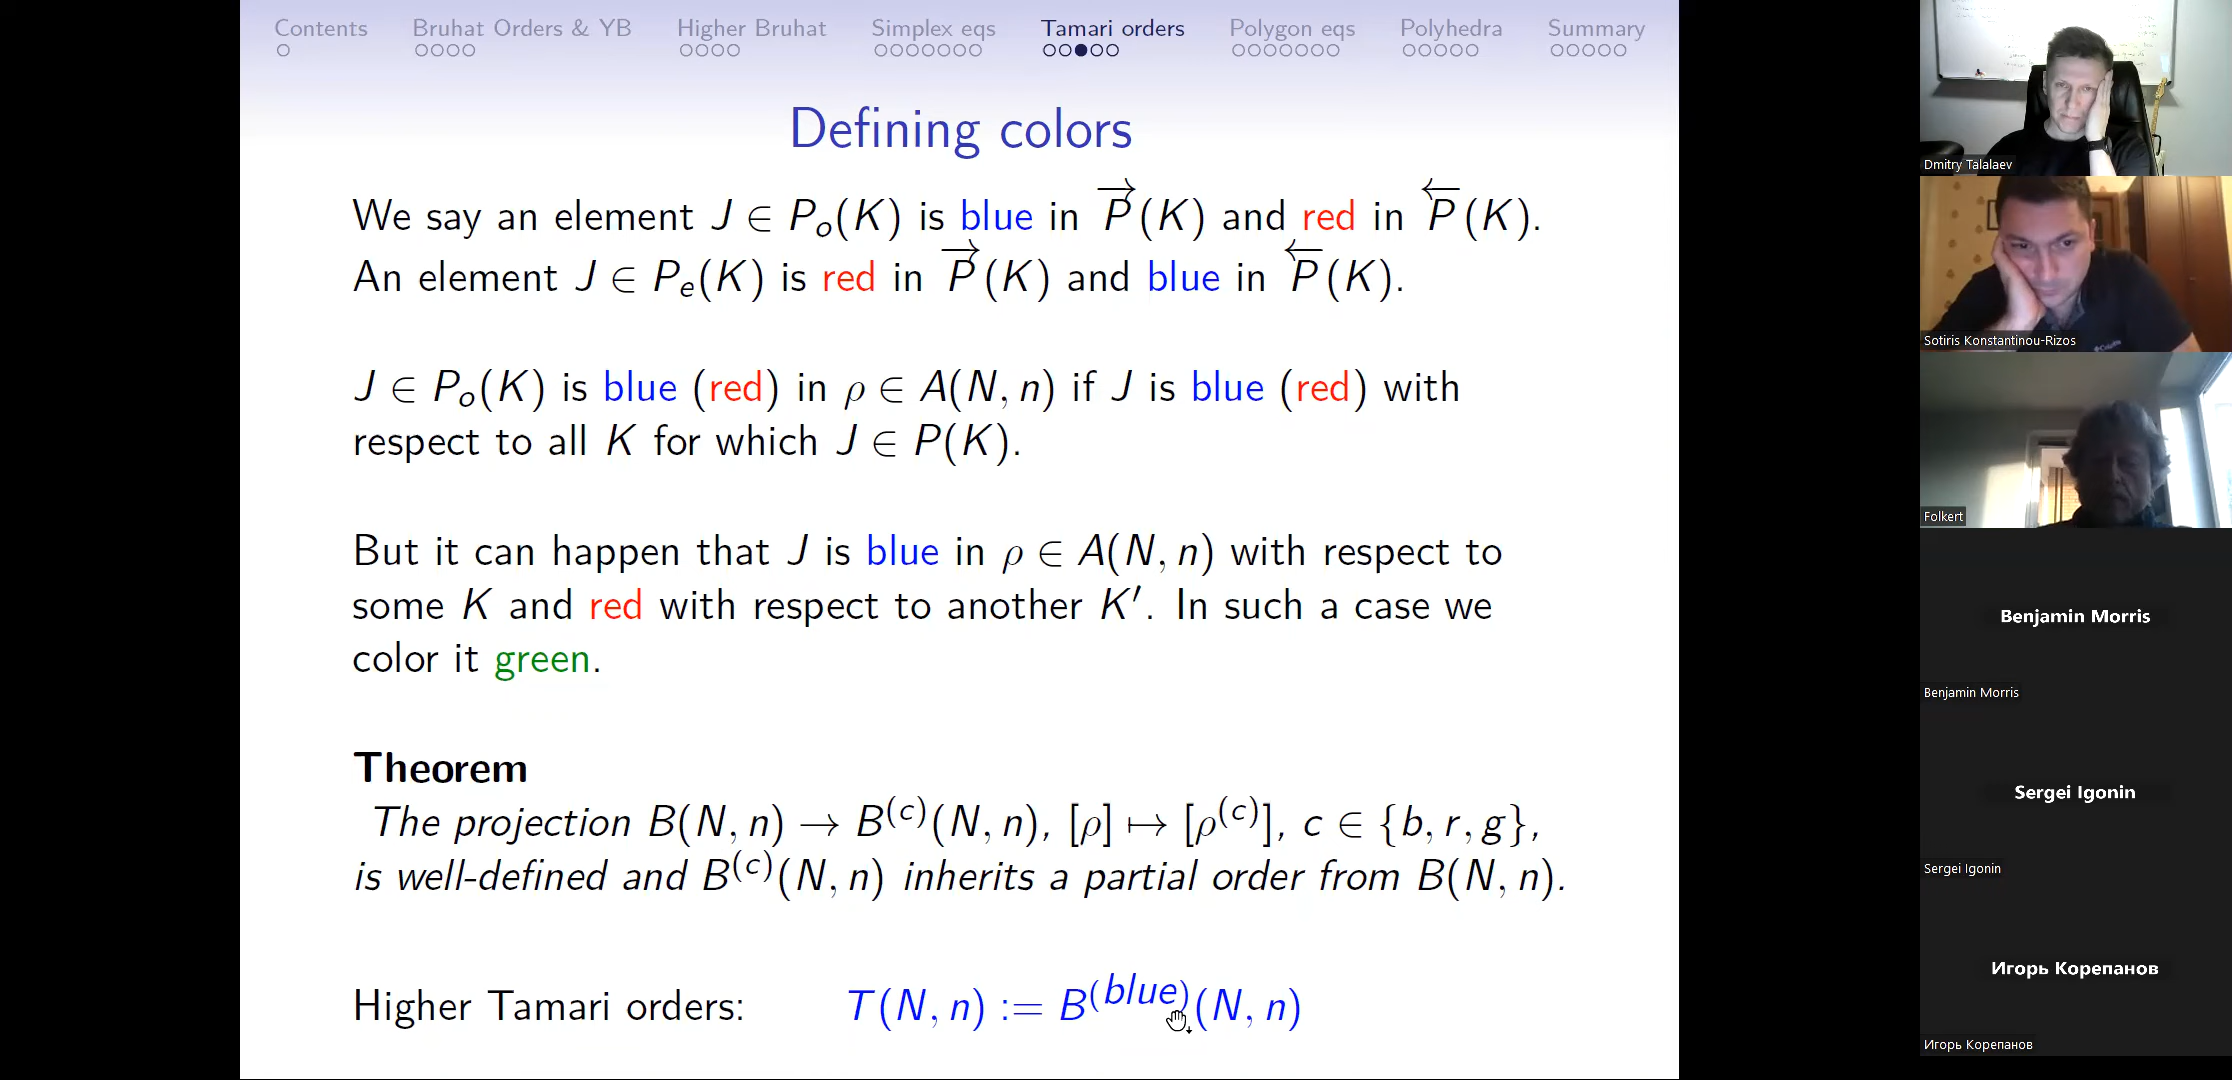 Contents Bruhat Orders & YB Higher Bruhat Simplex eqs Tamari orders Polygon eqs Polyhedra Summary
Defining colors
We say an element J ∈ Pₒ(K) is blue in P⃗(K) and red in P⃖(K).
An element J ∈ Pₑ(K) is red in P⃗(K) and blue in P⃖(K).
J ∈ Pₒ(K) is blue (red) in ρ ∈ A(N, n) if J is blue (red) with
respect to all K for which J ∈ P(K).
But it can happen that J is blue in ρ ∈ A(N, n) with respect to
some K and red with respect to another K′. In such a case we
color it green.
Theorem
The projection B(N, n) → B^(c)(N, n), [ρ] ↦ [ρ^(c)], c ∈ {b, r, g},
is well-defined and B^(c)(N, n) inherits a partial order from B(N, n).
Higher Tamari orders: T(N, n) := B^(blue)(N, n)
Dmitry Talalaev
Sotiris Konstantinou-Rizos
Folkert
Benjamin Morris
Benjamin Morris
Sergei Igonin
Sergei Igonin
Игорь Корепанов
Игорь Корепанов